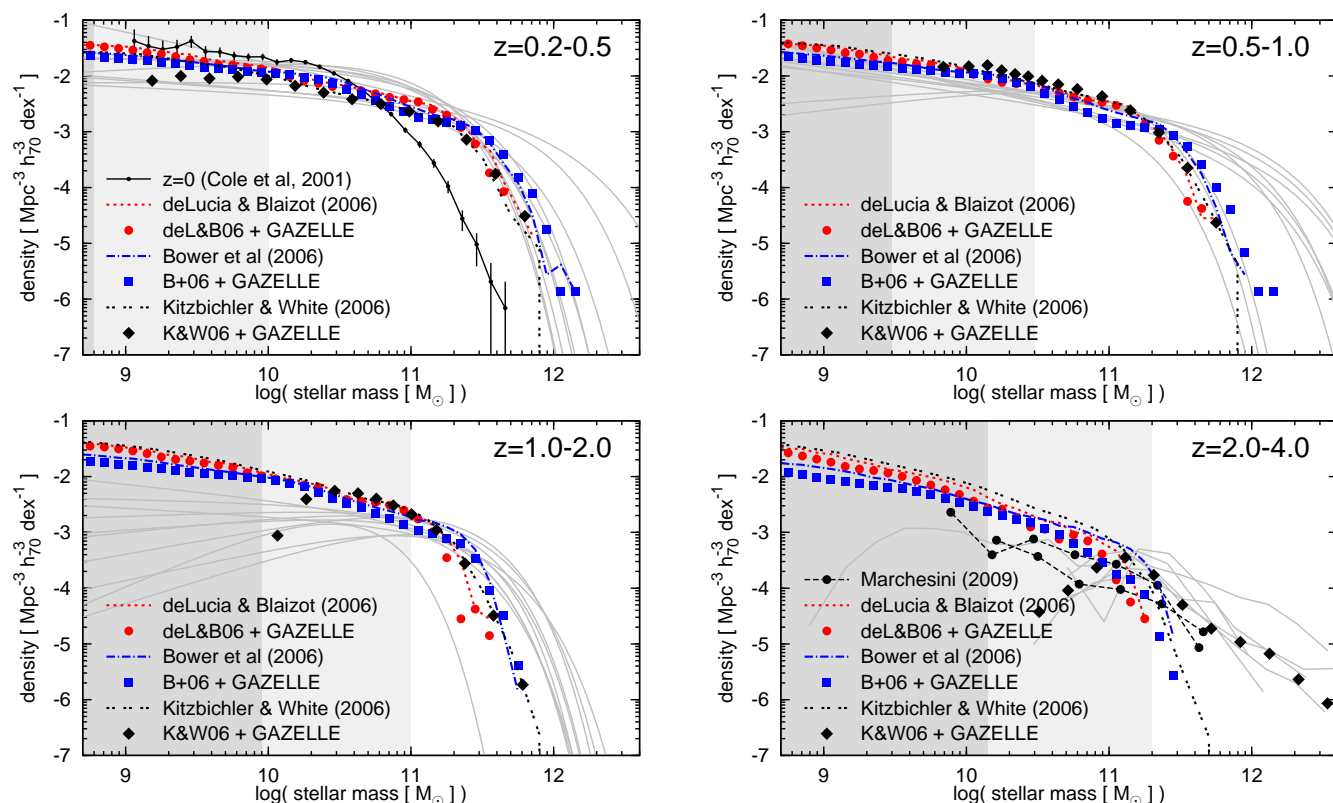 z=0.2-0.5
-1
-2
-3
-4
-5
-6
-7
density [ Mpc⁻³ h₇₀⁻³ dex⁻¹ ]
z=0 (Cole et al, 2001)
deLucia & Blaizot (2006)
deL&B06 + GAZELLE
Bower et al (2006)
B+06 + GAZELLE
Kitzbichler & White (2006)
K&W06 + GAZELLE
9 10 11 12
log( stellar mass [ M☉ ] )
z=0.5-1.0
-1
-2
-3
-4
-5
-6
-7
density [ Mpc⁻³ h₇₀⁻³ dex⁻¹ ]
deLucia & Blaizot (2006)
deL&B06 + GAZELLE
Bower et al (2006)
B+06 + GAZELLE
Kitzbichler & White (2006)
K&W06 + GAZELLE
9 10 11 12
log( stellar mass [ M☉ ] )
z=1.0-2.0
-1
-2
-3
-4
-5
-6
-7
density [ Mpc⁻³ h₇₀⁻³ dex⁻¹ ]
deLucia & Blaizot (2006)
deL&B06 + GAZELLE
Bower et al (2006)
B+06 + GAZELLE
Kitzbichler & White (2006)
K&W06 + GAZELLE
9 10 11 12
log( stellar mass [ M☉ ] )
z=2.0-4.0
-1
-2
-3
-4
-5
-6
-7
density [ Mpc⁻³ h₇₀⁻³ dex⁻¹ ]
Marchesini (2009)
deLucia & Blaizot (2006)
deL&B06 + GAZELLE
Bower et al (2006)
B+06 + GAZELLE
Kitzbichler & White (2006)
K&W06 + GAZELLE
9 10 11 12
log( stellar mass [ M☉ ] )